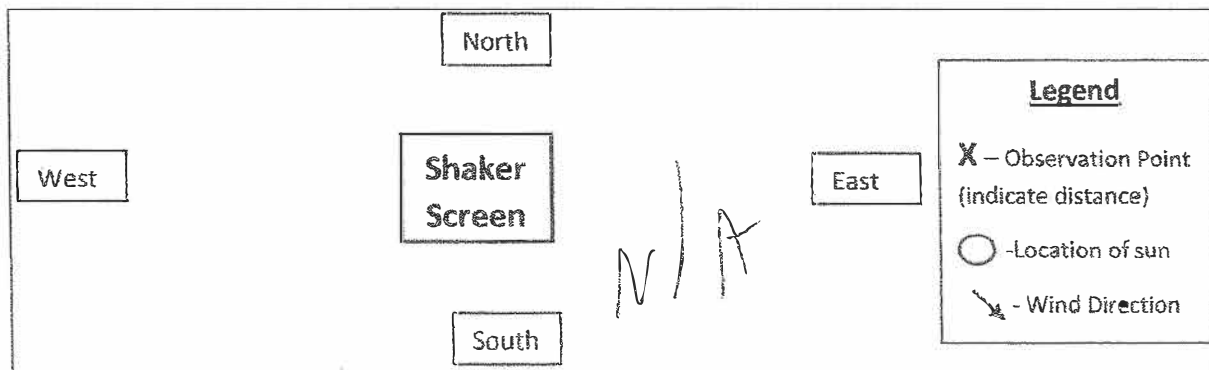 North
West
Shaker
Screen
East
South
N/A
Legend
X – Observation Point
(indicate distance)
-Location of sun
- Wind Direction